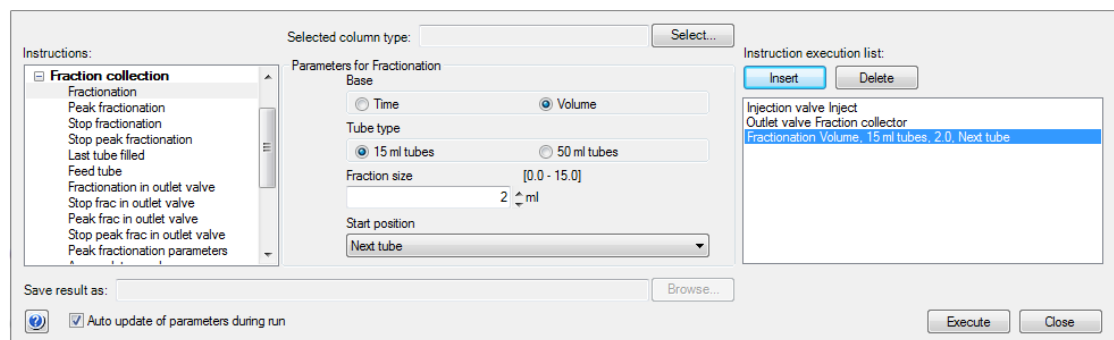 Selected column type:
Select...
Instructions:
Fraction collection
Fractionation
Peak fractionation
Stop fractionation
Stop peak fractionation
Last tube filled
Feed tube
Fractionation in outlet valve
Stop frac in outlet valve
Peak frac in outlet valve
Stop peak frac in outlet valve
Peak fractionation parameters
Parameters for Fractionation
Base
Time
Volume
Tube type
15 ml tubes
50 ml tubes
Fraction size [0.0 - 15.0]
2 ml
Start position
Next tube
Instruction execution list:
Insert
Delete
Injection valve Inject
Outlet valve Fraction collector
Fractionation Volume, 15 ml tubes, 2.0, Next tube
Save result as:
Browse...
Auto update of parameters during run
Execute
Close